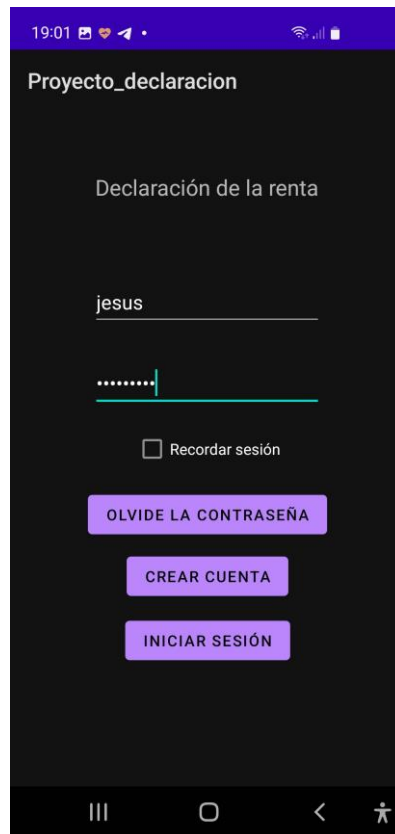 19:01
Proyecto_declaracion
Declaración de la renta
jesus
•••••••••
Recordar sesión
OLVIDE LA CONTRASEÑA
CREAR CUENTA
INICIAR SESIÓN